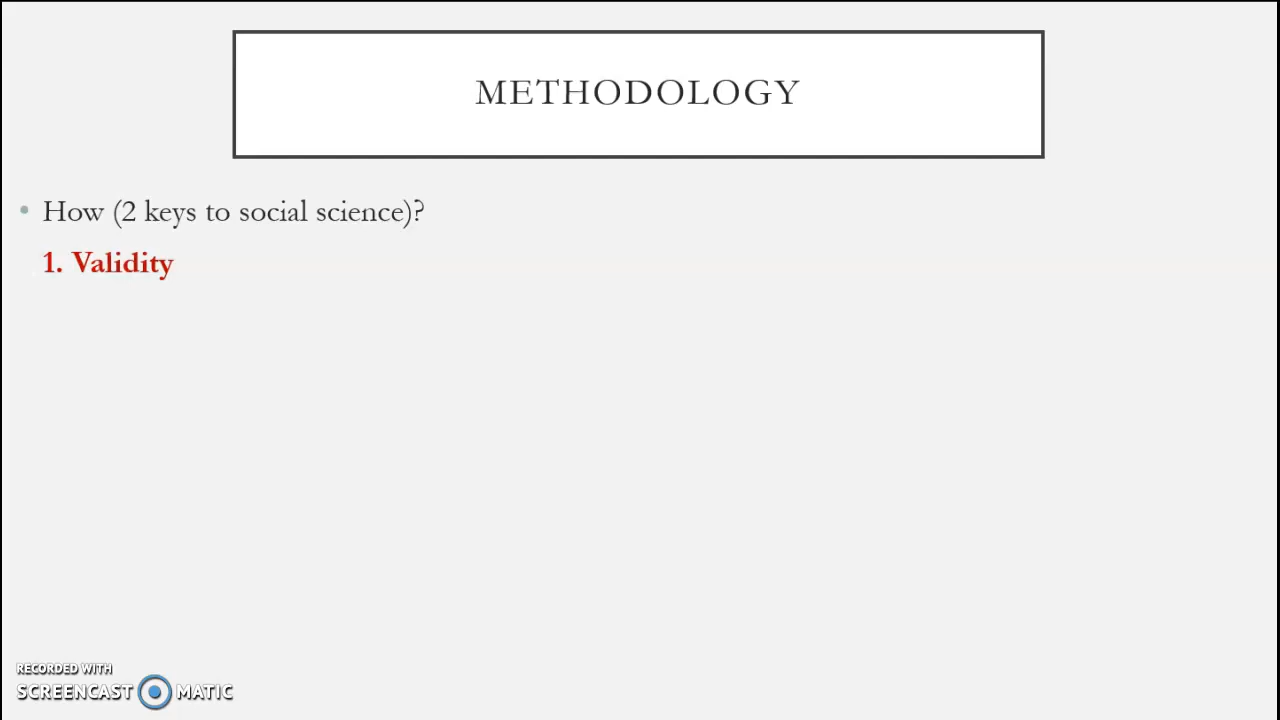 METHODOLOGY
• How (2 keys to social science)?
1. Validity
RECORDED WITH
SCREENCAST MATIC